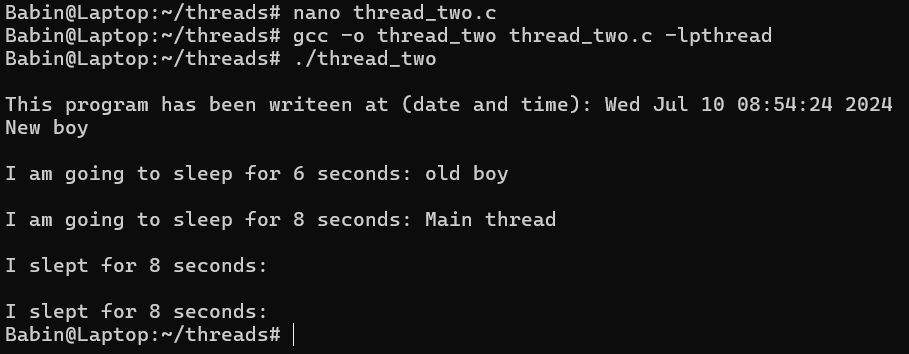 Babin@Laptop:~/threads# nano thread_two.c
Babin@Laptop:~/threads# gcc -o thread_two thread_two.c -lpthread
Babin@Laptop:~/threads# ./thread_two
This program has been writeen at (date and time): Wed Jul 10 08:54:24 2024
New boy
I am going to sleep for 6 seconds: old boy
I am going to sleep for 8 seconds: Main thread
I slept for 8 seconds:
I slept for 8 seconds:
Babin@Laptop:~/threads#